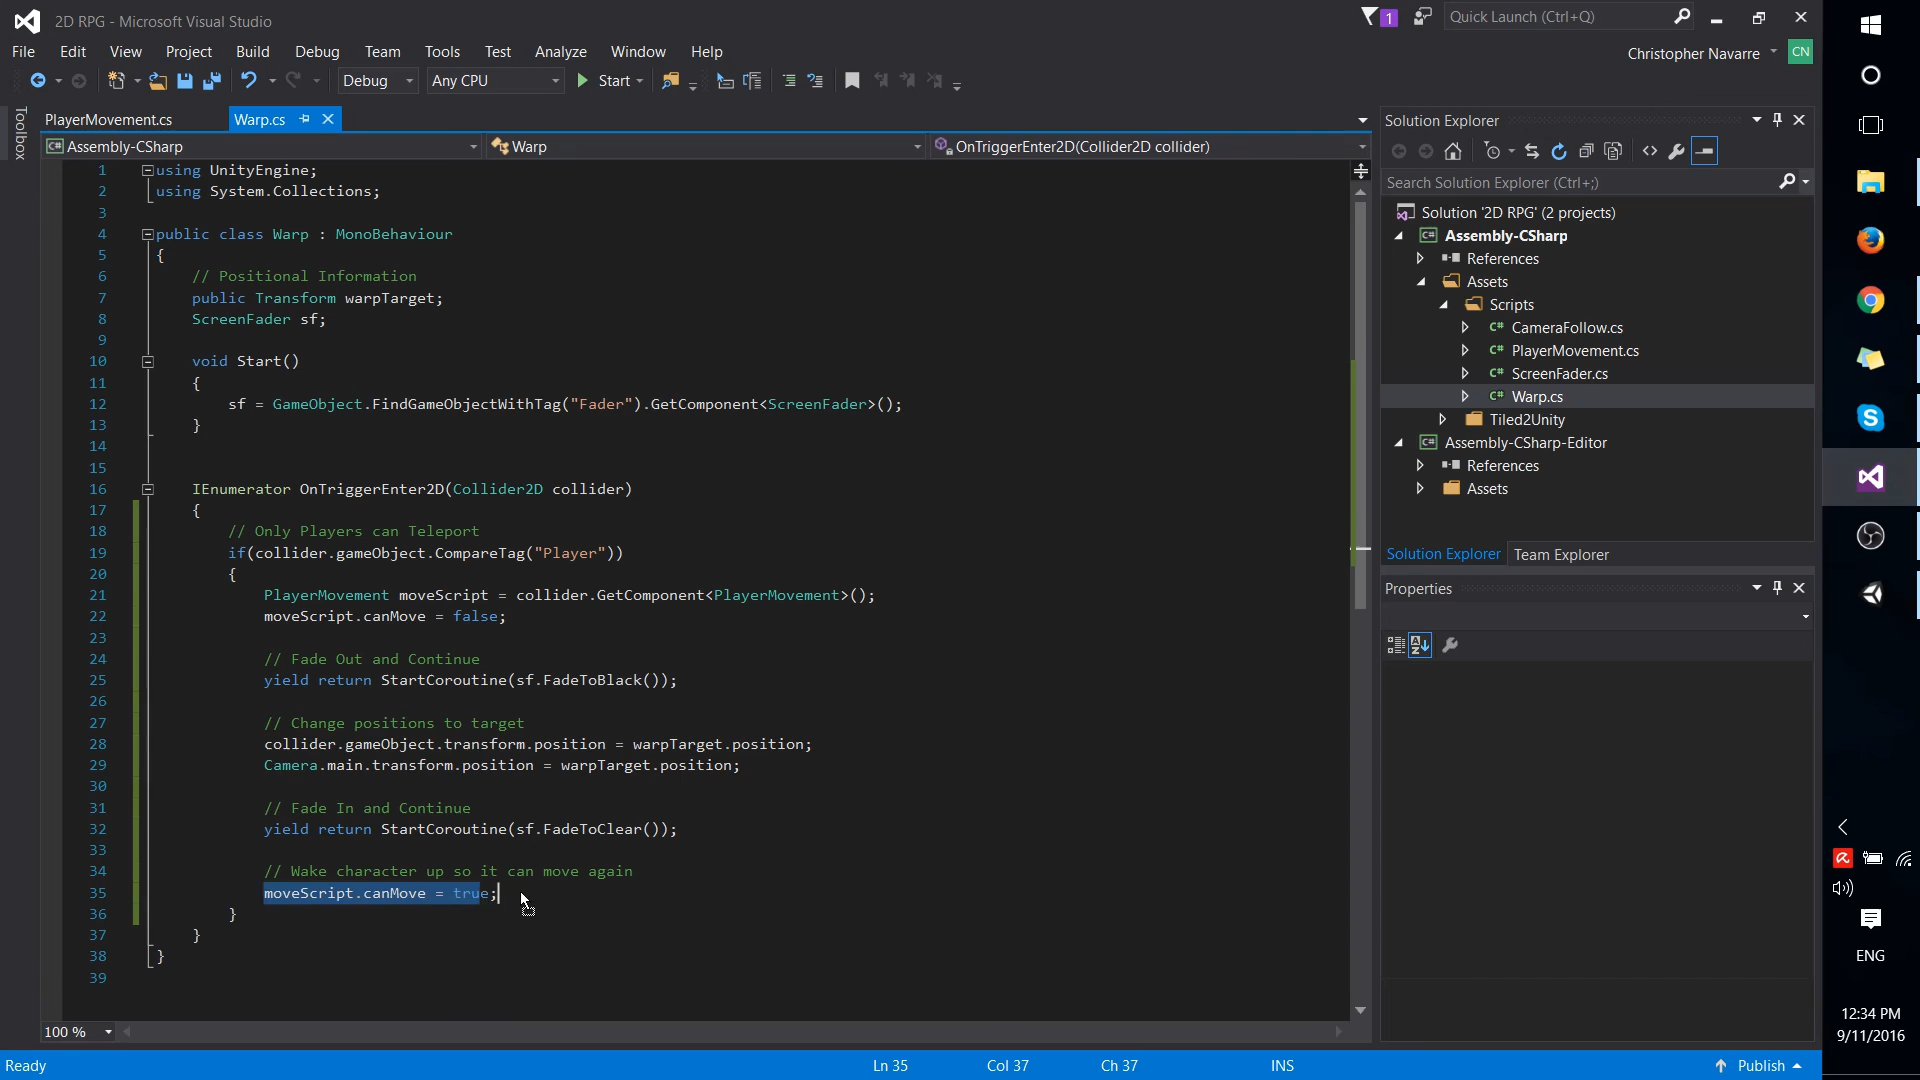 2D RPG - Microsoft Visual Studio
1
Quick Launch (Ctrl+Q)
File Edit View Project Build Debug Team Tools Test Analyze Window Help
Christopher Navarre CN
Debug Any CPU Start
Toolbox
PlayerMovement.cs Warp.cs
C# Assembly-CSharp Warp OnTriggerEnter2D(Collider2D collider)
1 using UnityEngine;
2 using System.Collections;
3
4 public class Warp : MonoBehaviour
5 {
6 // Positional Information
7 public Transform warpTarget;
8 ScreenFader sf;
9
10 void Start()
11 {
12 sf = GameObject.FindGameObjectWithTag("Fader").GetComponent<ScreenFader>();
13 }
14
15
16 IEnumerator OnTriggerEnter2D(Collider2D collider)
17 {
18 // Only Players can Teleport
19 if(collider.gameObject.CompareTag("Player"))
20 {
21 PlayerMovement moveScript = collider.GetComponent<PlayerMovement>();
22 moveScript.canMove = false;
23
24 // Fade Out and Continue
25 yield return StartCoroutine(sf.FadeToBlack());
26
27 // Change positions to target
28 collider.gameObject.transform.position = warpTarget.position;
29 Camera.main.transform.position = warpTarget.position;
30
31 // Fade In and Continue
32 yield return StartCoroutine(sf.FadeToClear());
33
34 // Wake character up so it can move again
35 moveScript.canMove = true;
36 }
37 }
38 }
39
100 %
Solution Explorer
Search Solution Explorer (Ctrl+;)
Solution '2D RPG' (2 projects)
C# Assembly-CSharp
References
Assets
Scripts
C# CameraFollow.cs
C# PlayerMovement.cs
C# ScreenFader.cs
C# Warp.cs
Tiled2Unity
C# Assembly-CSharp-Editor
References
Assets
Solution Explorer Team Explorer
Properties
Ready Ln 35 Col 37 Ch 37 INS Publish
ENG
12:34 PM
9/11/2016